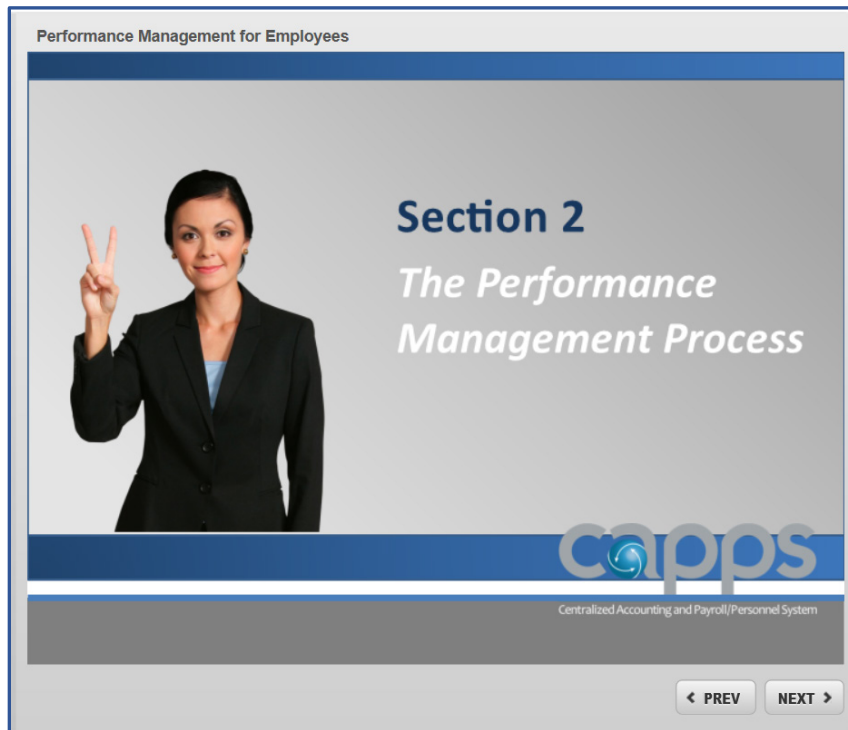 Performance Management for Employees
Section 2
The Performance
Management Process
capps
Centralized Accounting and Payroll/Personnel System
PREV
NEXT